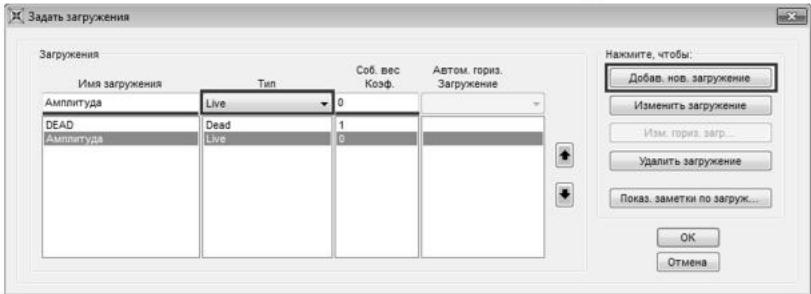 Задать загружения
Загружения
Нажмите, чтобы:
Имя загружения Тип Соб. вес Коэф. Автом. гориз. Загружение
Амплитуда Live 0
DEAD Dead 1
Амплитуда Live 0
Добав. нов. загружение
Изменить загружение
Изм. гориз. загр...
Удалить загружение
Показ. заметки по загруж...
OK
Отмена